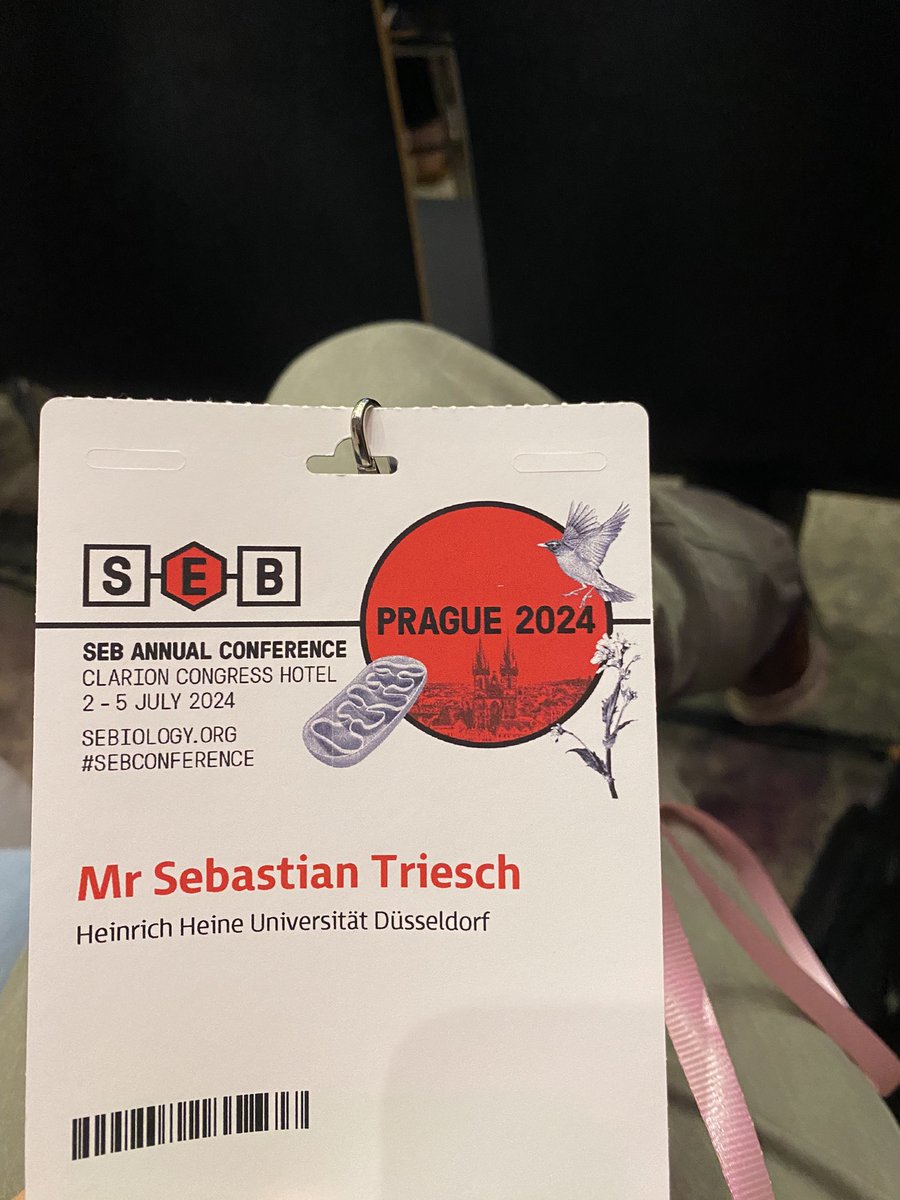 SEB
PRAGUE 2024
SEB ANNUAL CONFERENCE
CLARION CONGRESS HOTEL
2 - 5 JULY 2024
SEBIOLOGY.ORG
#SEBCONFERENCE
Mr Sebastian Triesch
Heinrich Heine Universität Düsseldorf